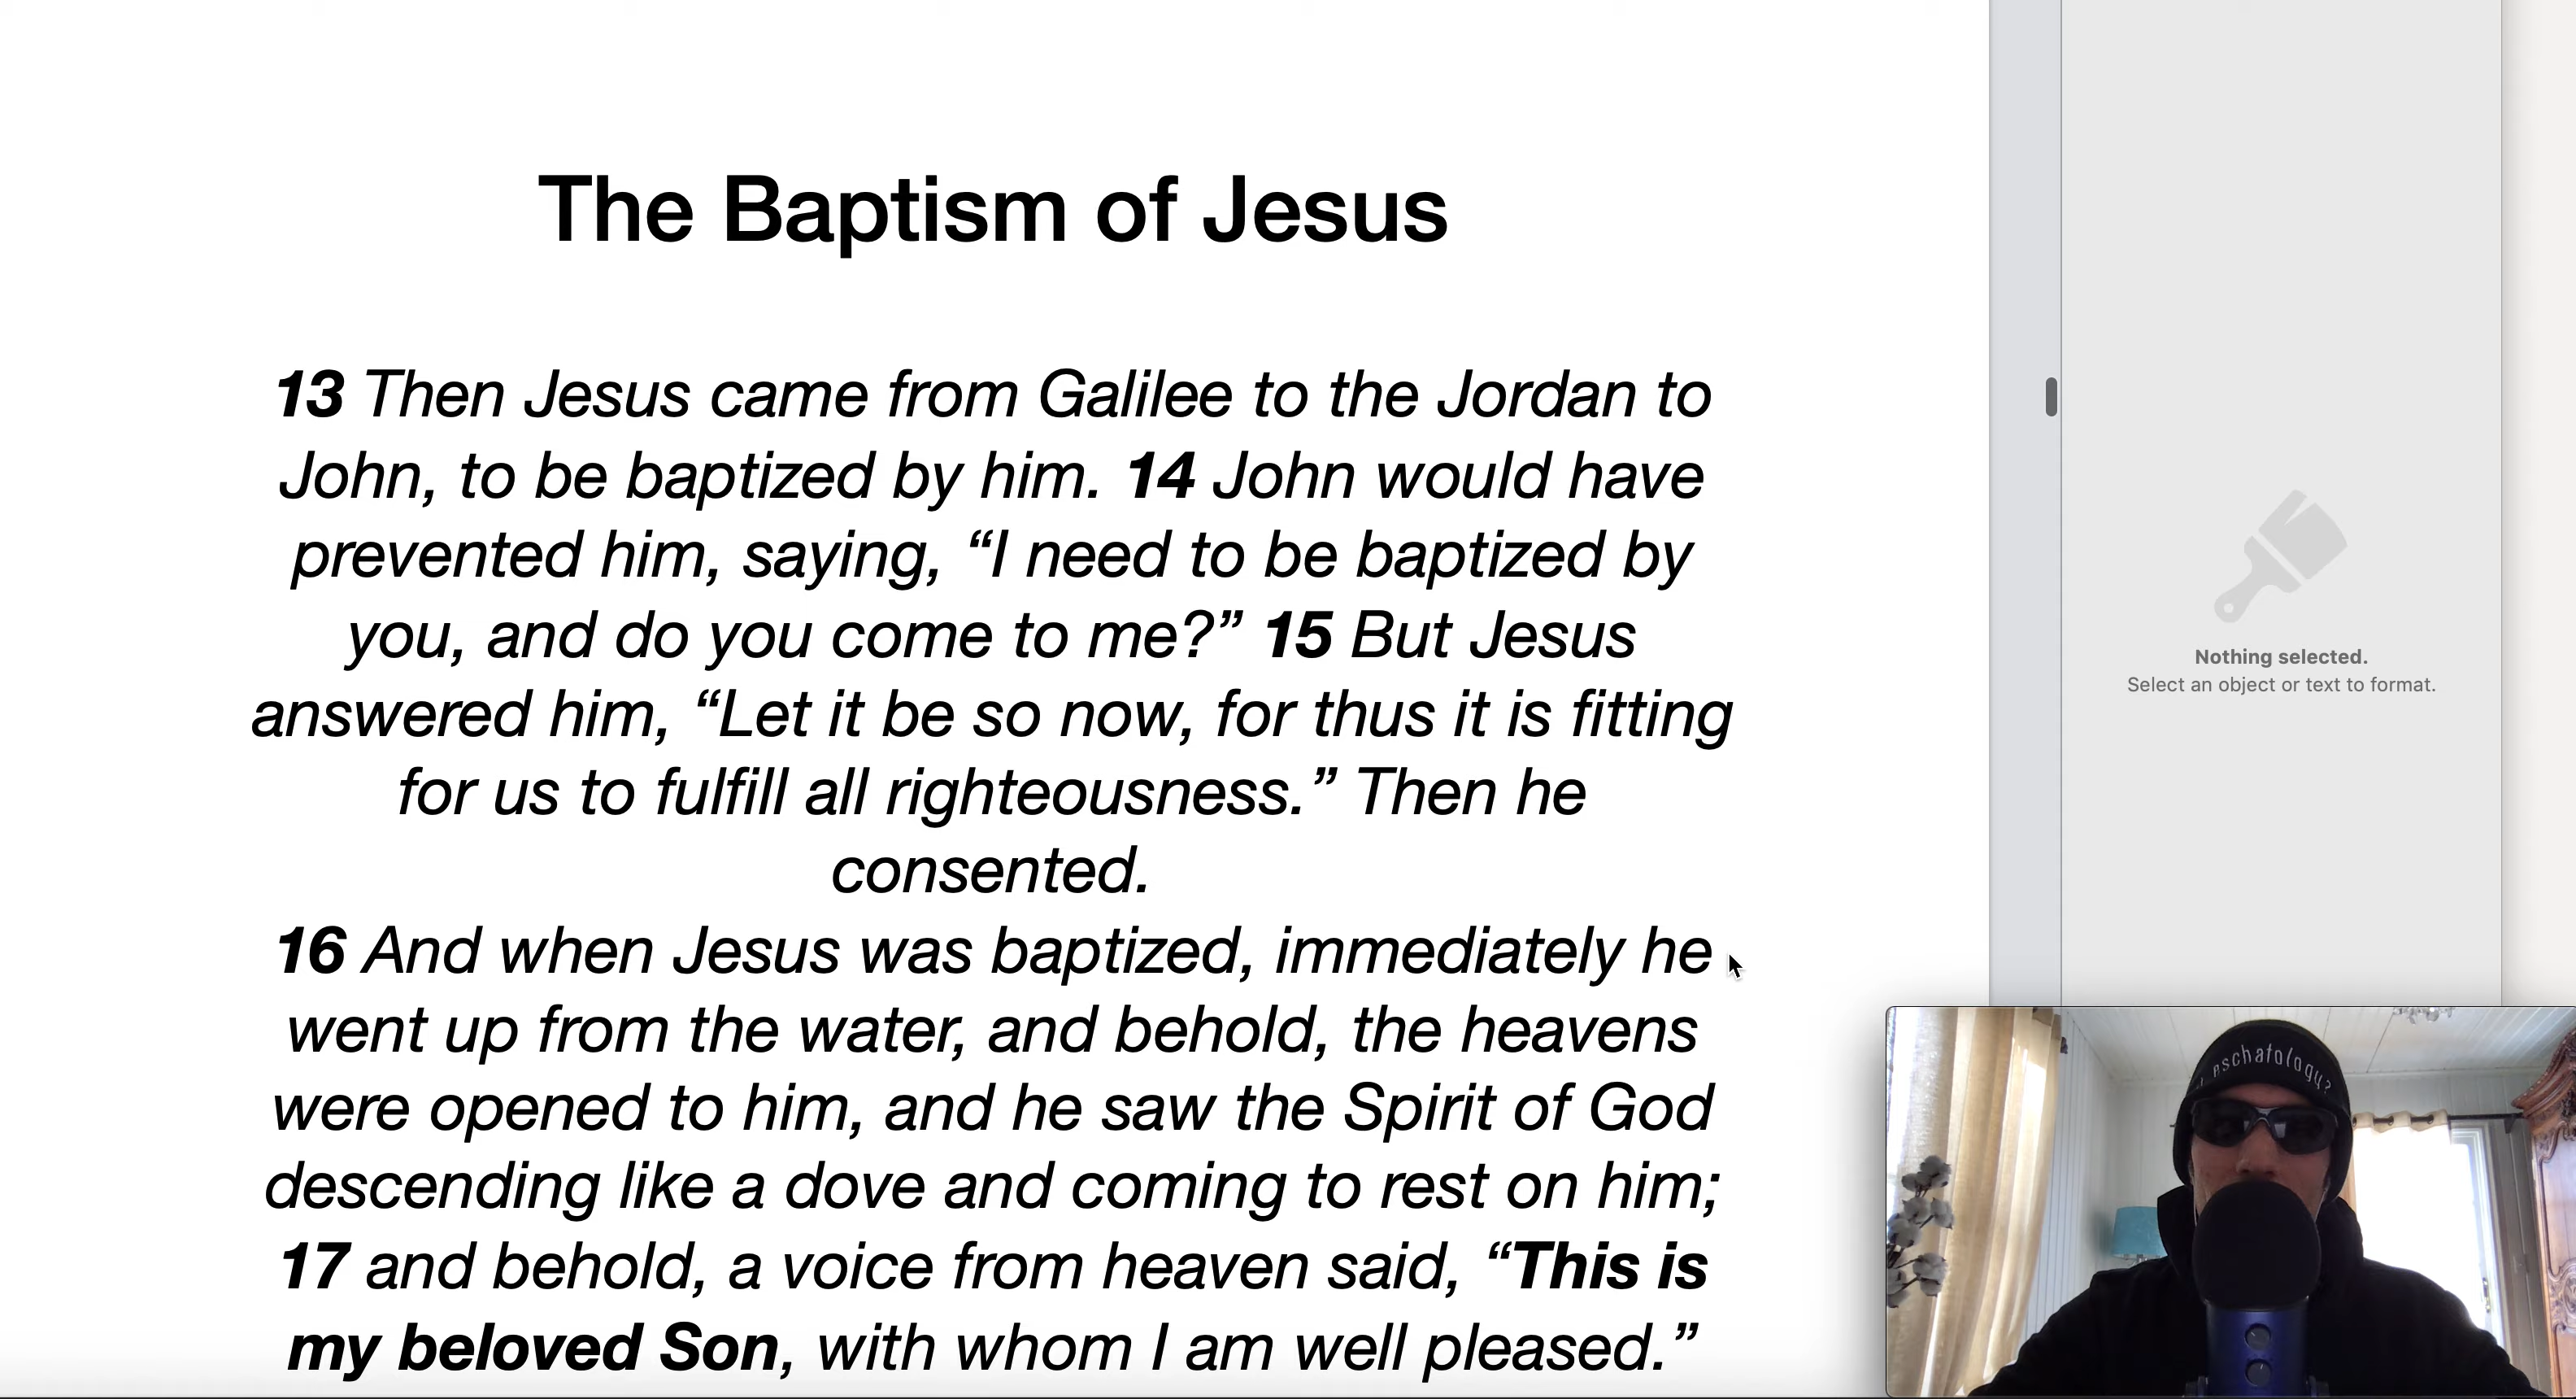 The Baptism of Jesus
13 Then Jesus came from Galilee to the Jordan to
John, to be baptized by him. 14 John would have
prevented him, saying, “I need to be baptized by
you, and do you come to me?” 15 But Jesus
answered him, “Let it be so now, for thus it is fitting
for us to fulfill all righteousness.” Then he
consented.
16 And when Jesus was baptized, immediately he
went up from the water, and behold, the heavens
were opened to him, and he saw the Spirit of God
descending like a dove and coming to rest on him;
17 and behold, a voice from heaven said, “This is
my beloved Son, with whom I am well pleased.”
Nothing selected.
Select an object or text to format.
eschatology?